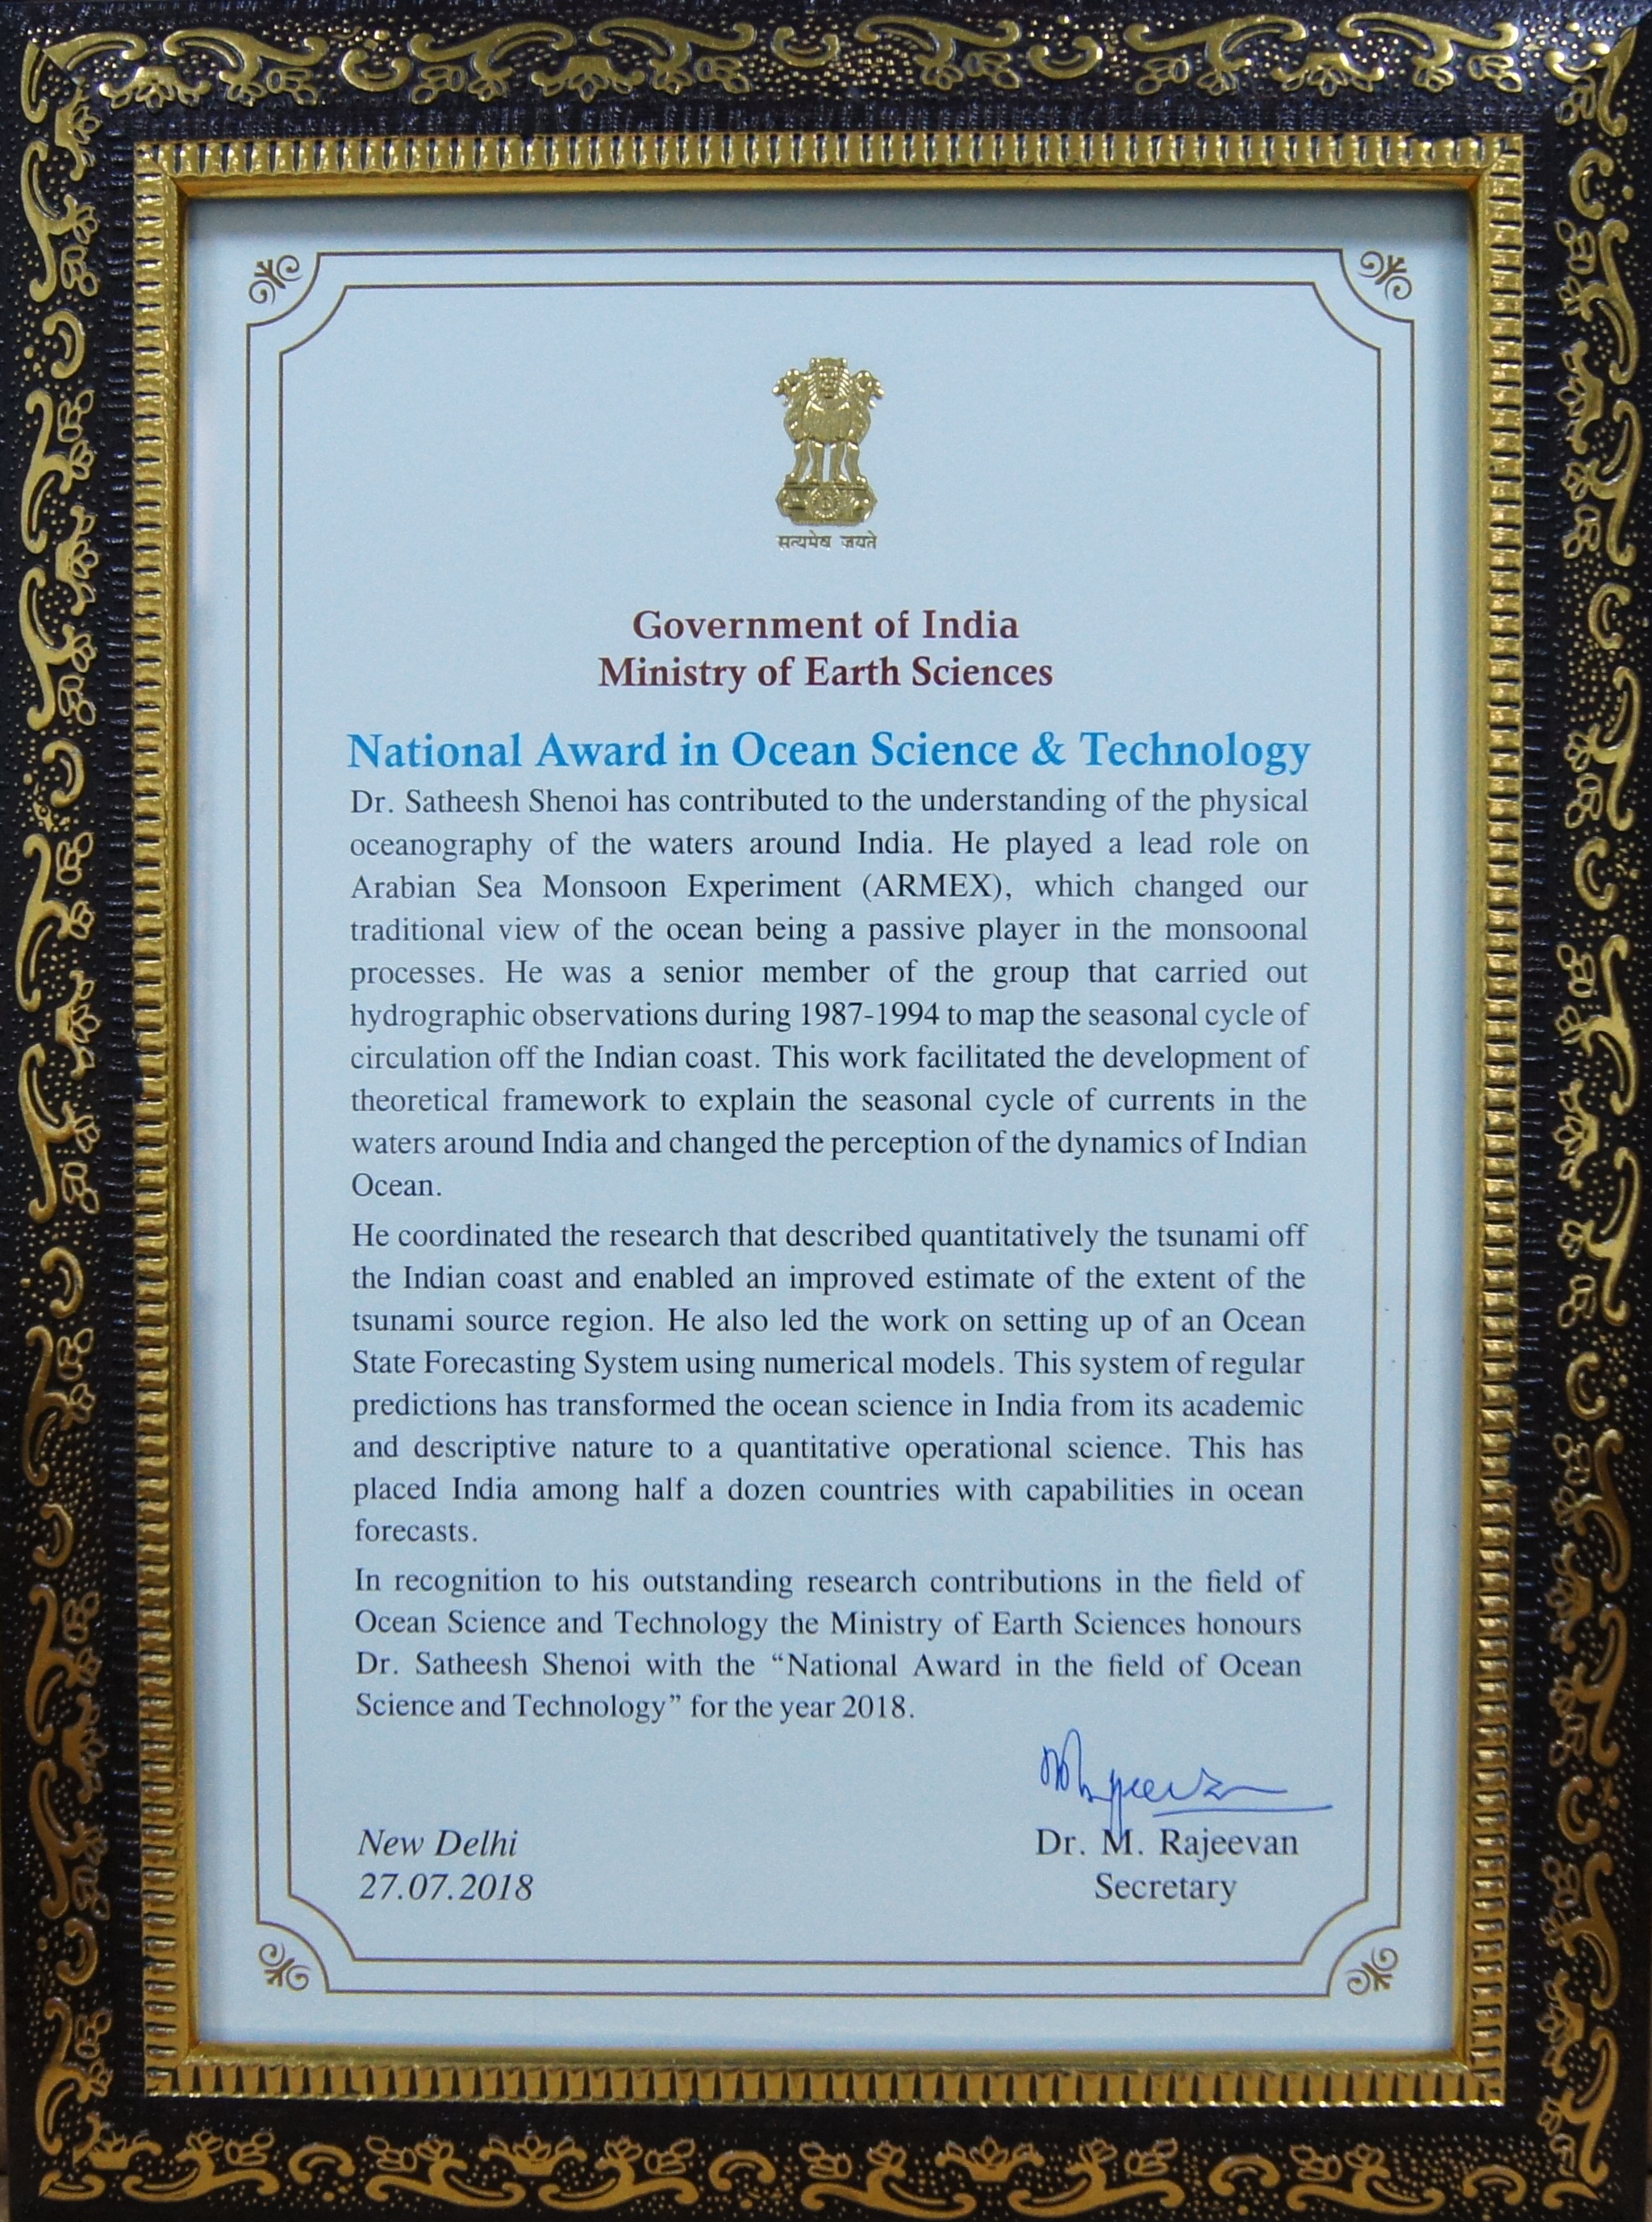 सत्यमेव जयते
Government of India
Ministry of Earth Sciences
National Award in Ocean Science & Technology
Dr. Satheesh Shenoi has contributed to the understanding of the physical
oceanography of the waters around India. He played a lead role on
Arabian Sea Monsoon Experiment (ARMEX), which changed our
traditional view of the ocean being a passive player in the monsoonal
processes. He was a senior member of the group that carried out
hydrographic observations during 1987-1994 to map the seasonal cycle of
circulation off the Indian coast. This work facilitated the development of
theoretical framework to explain the seasonal cycle of currents in the
waters around India and changed the perception of the dynamics of Indian
Ocean.
He coordinated the research that described quantitatively the tsunami off
the Indian coast and enabled an improved estimate of the extent of the
tsunami source region. He also led the work on setting up of an Ocean
State Forecasting System using numerical models. This system of regular
predictions has transformed the ocean science in India from its academic
and descriptive nature to a quantitative operational science. This has
placed India among half a dozen countries with capabilities in ocean
forecasts.
In recognition to his outstanding research contributions in the field of
Ocean Science and Technology the Ministry of Earth Sciences honours
Dr. Satheesh Shenoi with the “National Award in the field of Ocean
Science and Technology” for the year 2018.
MRajeevan
New Delhi
27.07.2018
Dr. M. Rajeevan
Secretary